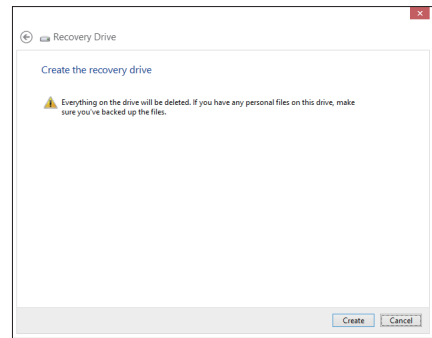 Recovery Drive
Create the recovery drive
Everything on the drive will be deleted. If you have any personal files on this drive, make
sure you've backed up the files.
Create Cancel